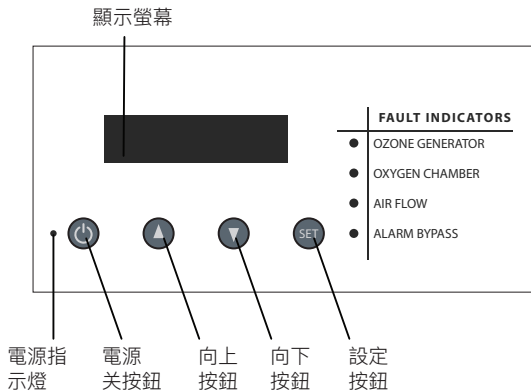 顯示螢幕
FAULT INDICATORS
OZONE GENERATOR
OXYGEN CHAMBER
AIR FLOW
ALARM BYPASS
SET
電源指
示燈
電源
关按鈕
向上
按鈕
向下
按鈕
設定
按鈕